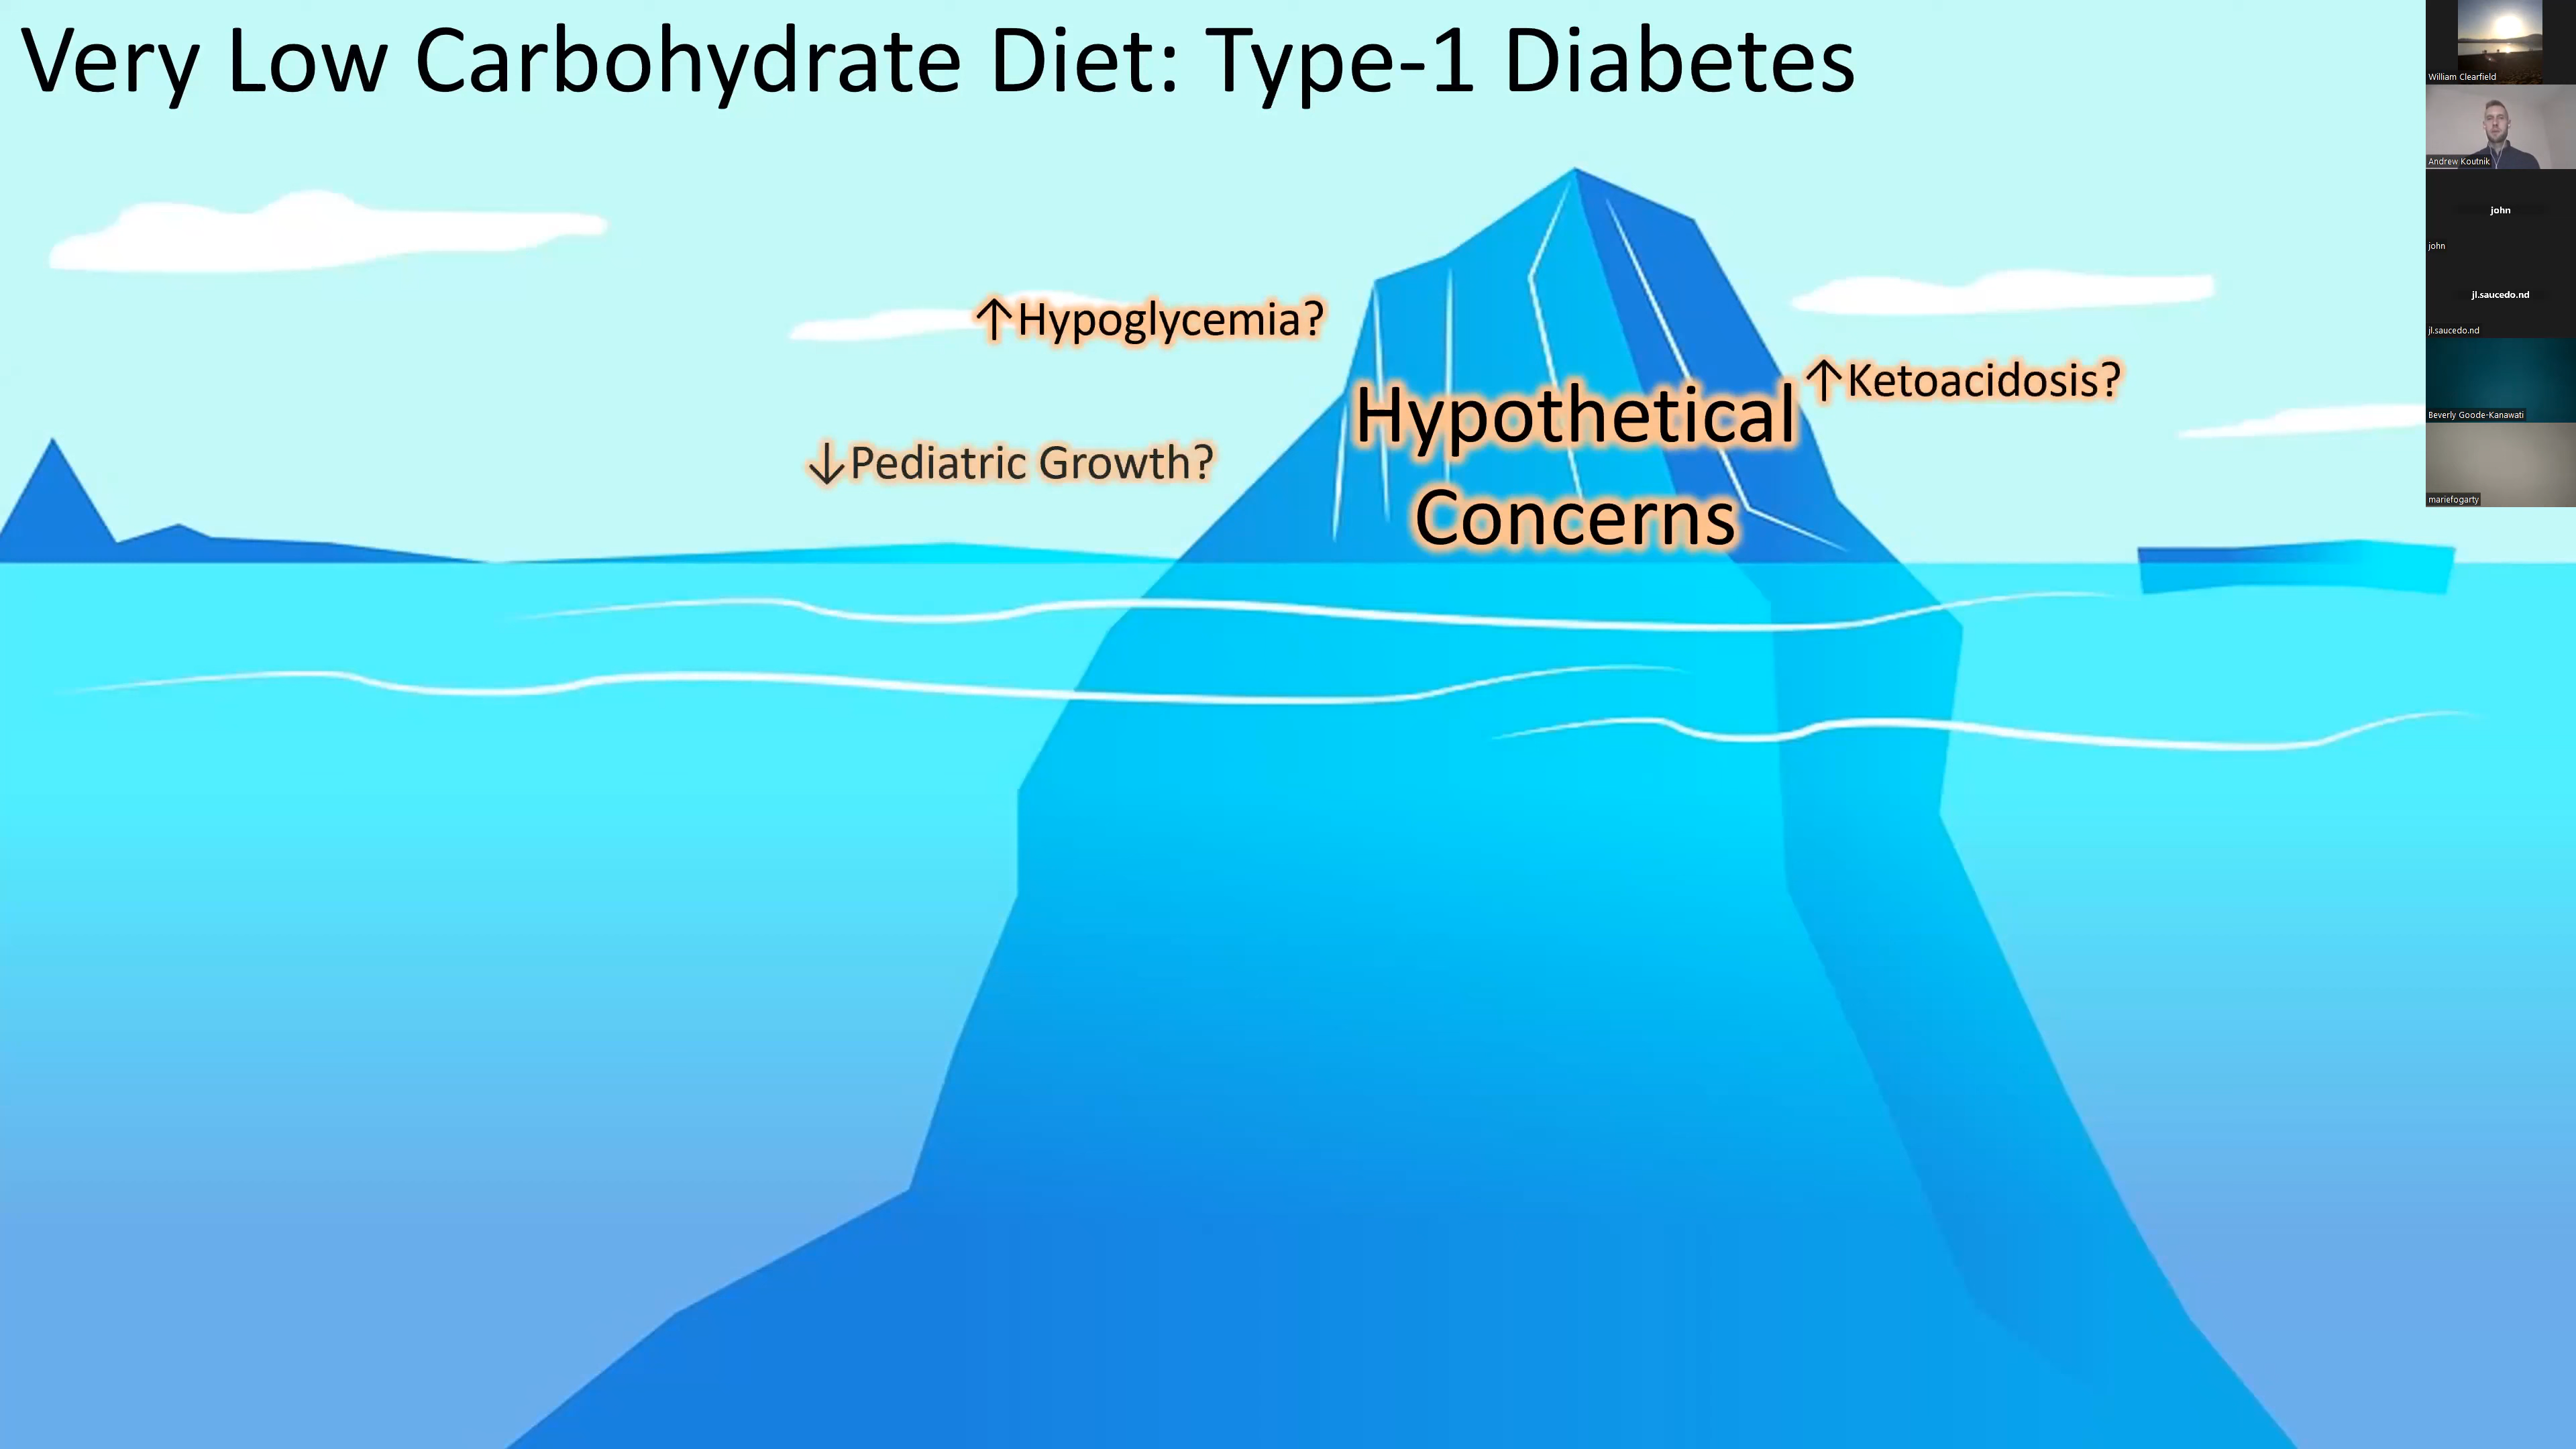 Very Low Carbohydrate Diet: Type-1 Diabetes
↑Hypoglycemia?
↑Ketoacidosis?
Hypothetical
Concerns
↓Pediatric Growth?
William Clearfield
Andrew Koutnik
john
john
jl.saucedo.nd
jl.saucedo.nd
Beverly Goode-Kanawati
mariefogarty